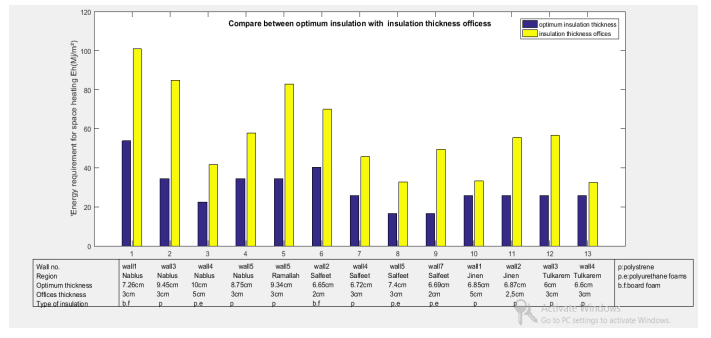 Compare between optimum insulation with insulation thickness offices
optimum insulation thickness
insulation thickness offices
'Energy requirement for space heating Eh(Mj/m²)
120
100
80
60
40
20
0
1 2 3 4 5 6 7 8 9 10 11 12 13
Wall no. wall1 wall3 wall4 wall5 wall5 wall2 wall4 wall5 wall7 wall1 wall2 wall3 wall4 p:polystrene
Region Nablus Nablus Nablus Nablus Ramallah Salfeet Salfeet Salfeet Salfeet Jinen Jinen Tulkarem Tulkarem p.e:polyurethane foams
Optimum thickness 7.26cm 9.45cm 10cm 8.75cm 9.34cm 6.65cm 6.72cm 7.4cm 6.69cm 6.85cm 6.87cm 6cm 6.6cm b.f:board foam
Offices thickness 3cm 3cm 5cm 3cm 3cm 2cm 3cm 3cm 2cm 5cm 2,5cm 3cm 3cm
Type of insulation b.f p p.e p p b.f p p.e p.e p p p p
Activate Windows
Go to PC settings to activate Windows.